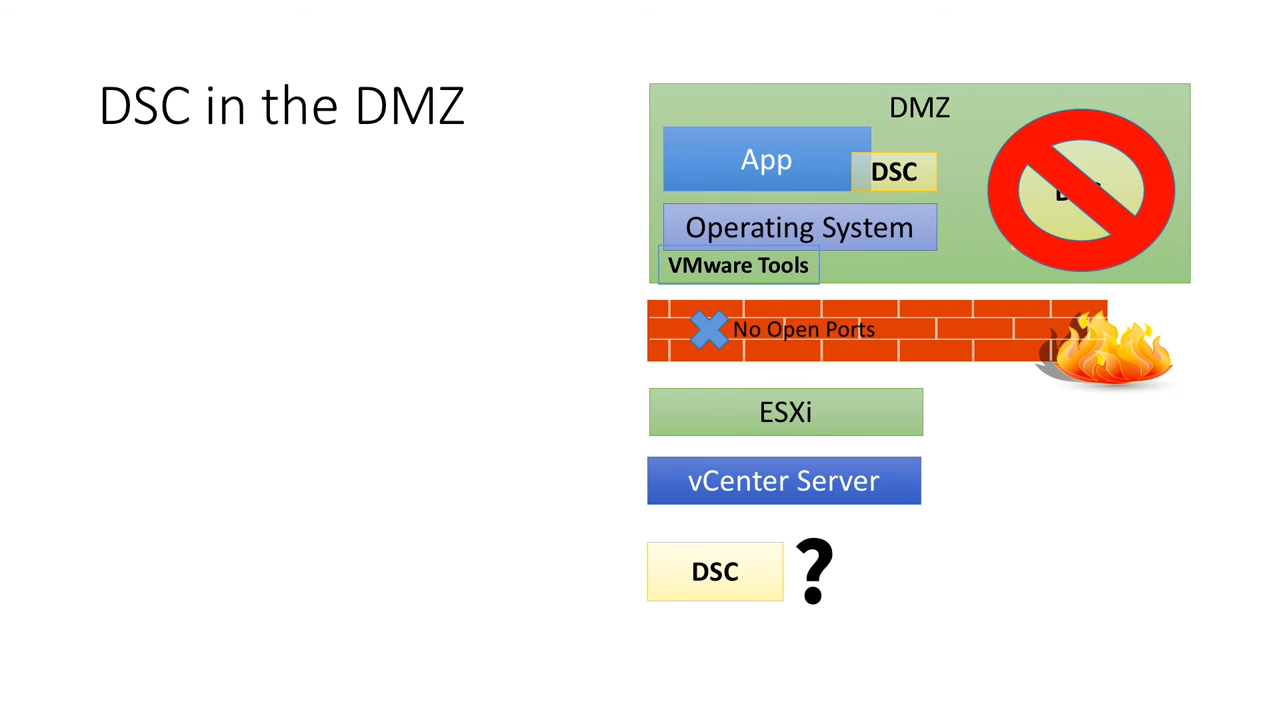 DSC in the DMZ
DMZ
App
DSC
Operating System
VMware Tools
No Open Ports
ESXi
vCenter Server
DSC
?